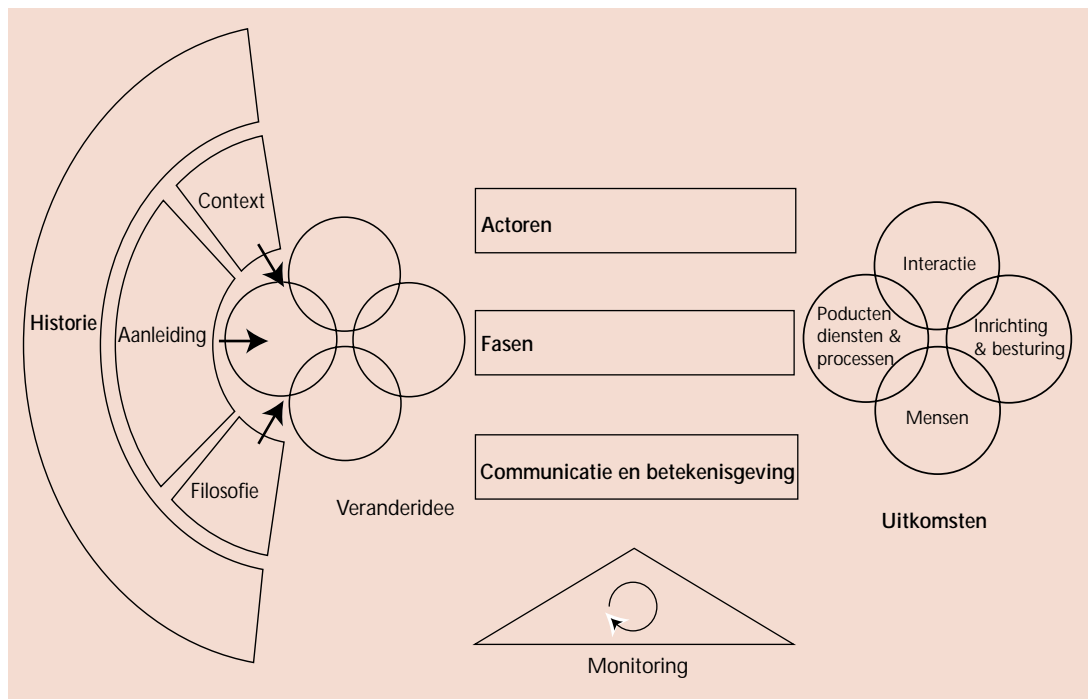 Historie
Context
Aanleiding
Filosofie
Veranderidee
Actoren
Fasen
Communicatie en betekenisgeving
Monitoring
Interactie
Poducten
diensten &
processen
Inrichting
& besturing
Mensen
Uitkomsten